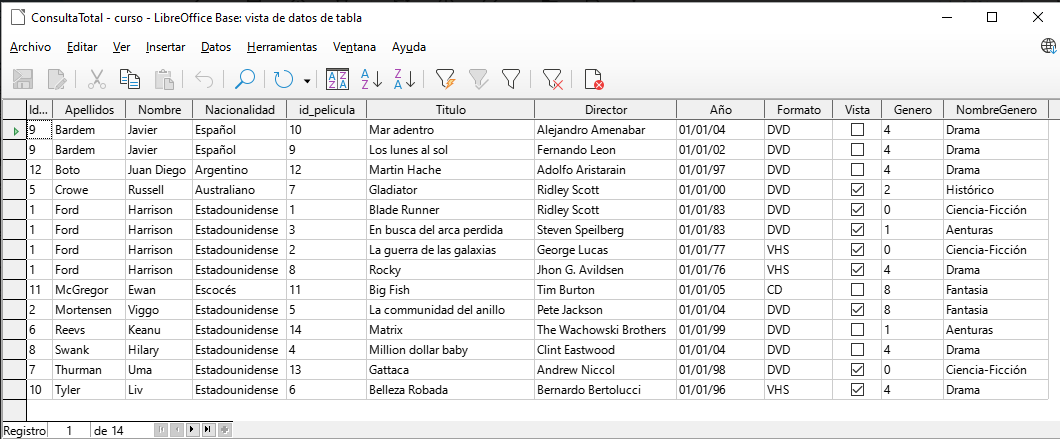 ConsultaTotal - curso - LibreOffice Base: vista de datos de tabla
Archivo Editar Ver Insertar Datos Herramientas Ventana Ayuda
Id... Apellidos Nombre Nacionalidad id_pelicula Titulo Director Año Formato Vista Genero NombreGenero
9 Bardem Javier Español 10 Mar adentro Alejandro Amenabar 01/01/04 DVD 4 Drama
9 Bardem Javier Español 9 Los lunes al sol Fernando Leon 01/01/02 DVD 4 Drama
12 Boto Juan Diego Argentino 12 Martin Hache Adolfo Aristarain 01/01/97 DVD 4 Drama
5 Crowe Russell Australiano 7 Gladiator Ridley Scott 01/01/00 DVD 2 Histórico
1 Ford Harrison Estadounidense 1 Blade Runner Ridley Scott 01/01/83 DVD 0 Ciencia-Ficción
1 Ford Harrison Estadounidense 3 En busca del arca perdida Steven Speilberg 01/01/83 DVD 1 Aenturas
1 Ford Harrison Estadounidense 2 La guerra de las galaxias George Lucas 01/01/77 VHS 0 Ciencia-Ficción
1 Ford Harrison Estadounidense 8 Rocky Jhon G. Avildsen 01/01/76 VHS 4 Drama
11 McGregor Ewan Escocés 11 Big Fish Tim Burton 01/01/05 CD 8 Fantasia
2 Mortensen Viggo Estadounidense 5 La communidad del anillo Pete Jackson 01/01/04 DVD 8 Fantasia
6 Reevs Keanu Estadounidense 14 Matrix The Wachowski Brothers 01/01/99 DVD 1 Aenturas
8 Swank Hilary Estadounidense 4 Million dollar baby Clint Eastwood 01/01/04 DVD 4 Drama
7 Thurman Uma Estadounidense 13 Gattaca Andrew Niccol 01/01/98 DVD 0 Ciencia-Ficción
10 Tyler Liv Estadounidense 6 Belleza Robada Bernardo Bertolucci 01/01/96 VHS 4 Drama
Registro 1 de 14